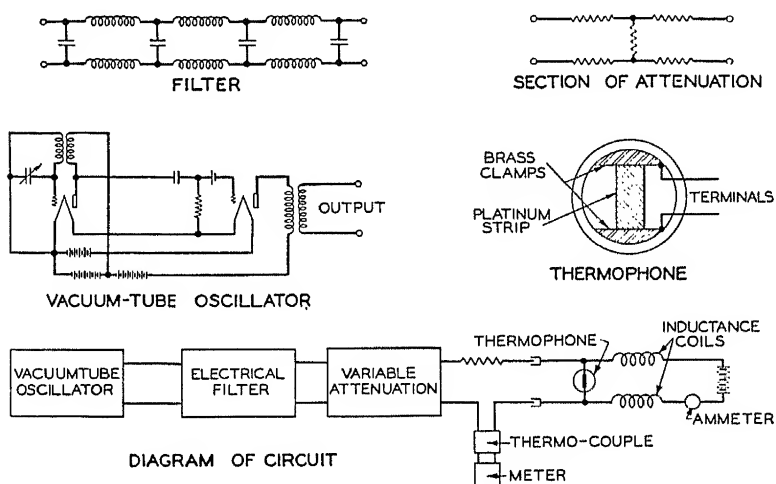 FILTER
SECTION OF ATTENUATION
OUTPUT
VACUUM-TUBE OSCILLATOR
BRASS
CLAMPS
PLATINUM
STRIP
TERMINALS
THERMOPHONE
VACUUMTUBE
OSCILLATOR
ELECTRICAL
FILTER
VARIABLE
ATTENUATION
THERMOPHONE
INDUCTANCE
COILS
AMMETER
THERMO-COUPLE
METER
DIAGRAM OF CIRCUIT